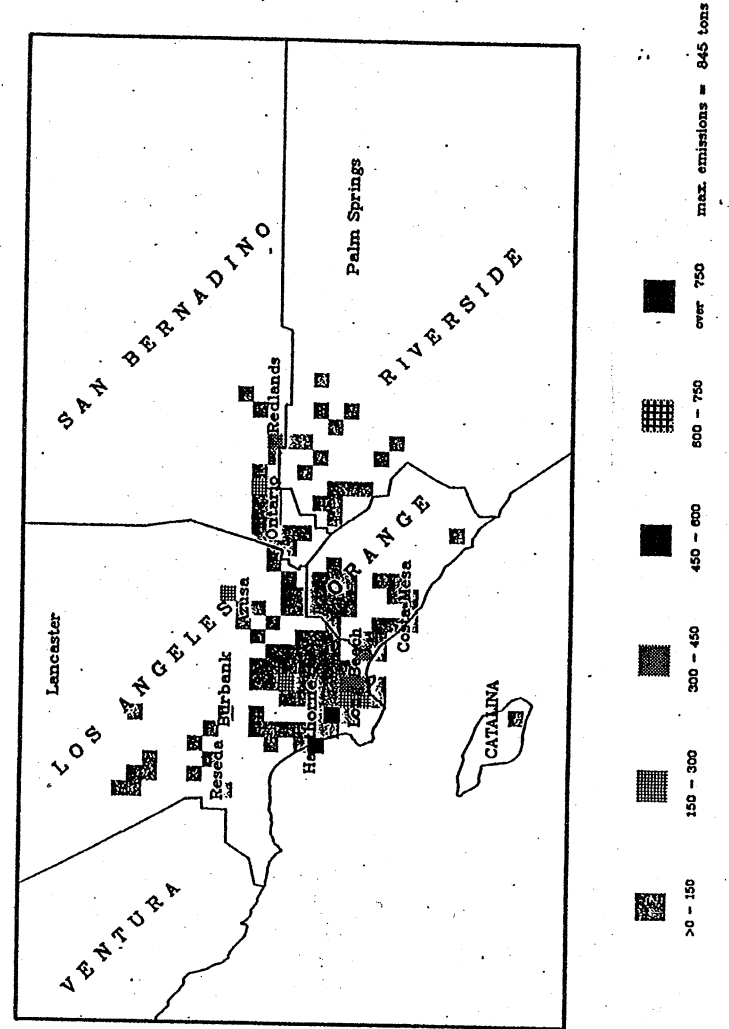 SAN BERNADINO
Palm Springs
RIVERSIDE
Redlands
Ontario
ORANGE
Lancaster
LOS ANGELES
Azusa
Costa Mesa
Burbank
Beach
Reseda
CATALINA
VENTURA
>0 - 150
150 - 300
300 - 450
450 - 600
600 - 750
over 750
max. emissions = 845 tons